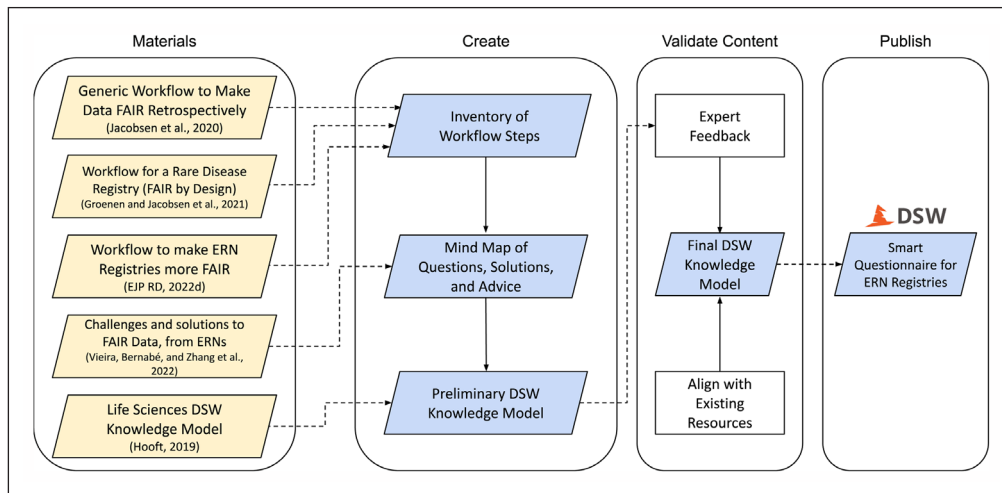 Materials
Generic Workflow to Make
Data FAIR Retrospectively
(Jacobsen et al., 2020)
Workflow for a Rare Disease
Registry (FAIR by Design)
(Groenen and Jacobsen et al., 2021)
Workflow to make ERN
Registries more FAIR
(EJP RD, 2022d)
Challenges and solutions to
FAIR Data, from ERNs
(Vieira, Bernabé, and Zhang et al.,
2022)
Life Sciences DSW
Knowledge Model
(Hooft, 2019)
Create
Inventory of
Workflow Steps
Mind Map of
Questions, Solutions,
and Advice
Preliminary DSW
Knowledge Model
Validate Content
Expert
Feedback
Final DSW
Knowledge
Model
Align with
Existing
Resources
Publish
DSW
Smart
Questionnaire for
ERN Registries